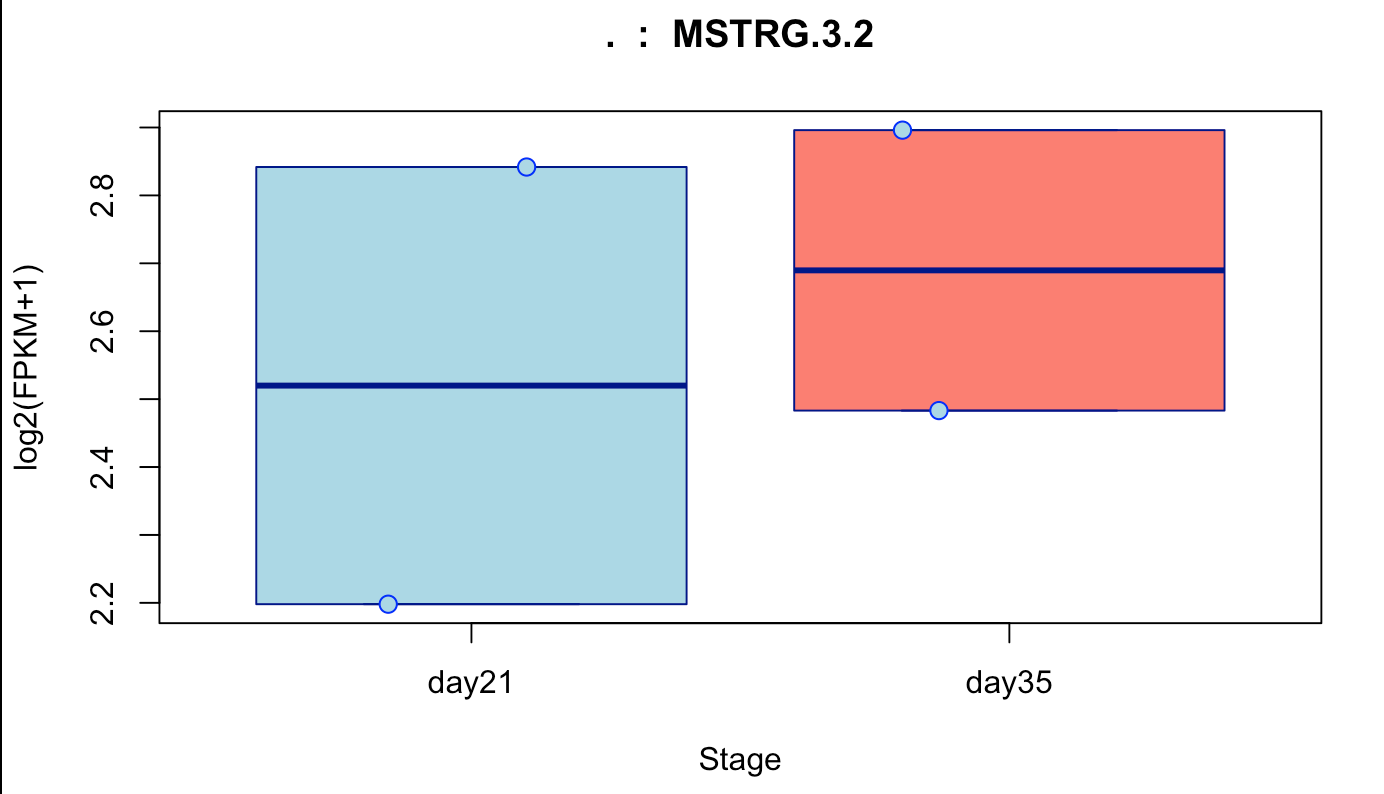 . : MSTRG.3.2
log2(FPKM+1)
2.8
2.6
2.4
2.2
day21 day35
Stage